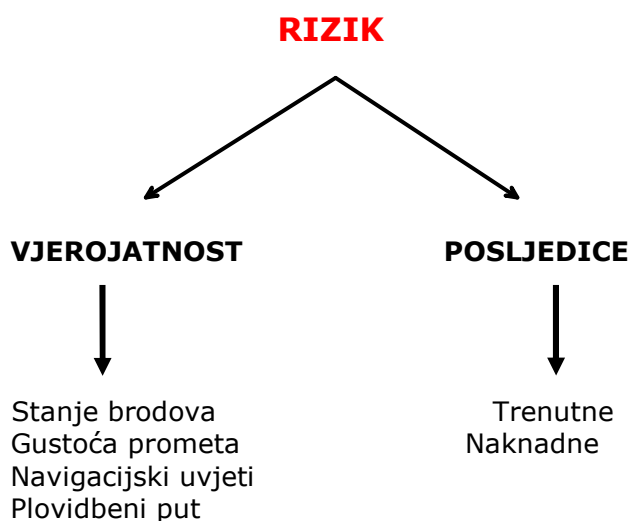 RIZIK
VJEROJATNOST
POSLJEDICE
Stanje brodova
Gustoća prometa
Navigacijski uvjeti
Plovidbeni put
Trenutne
Naknadne